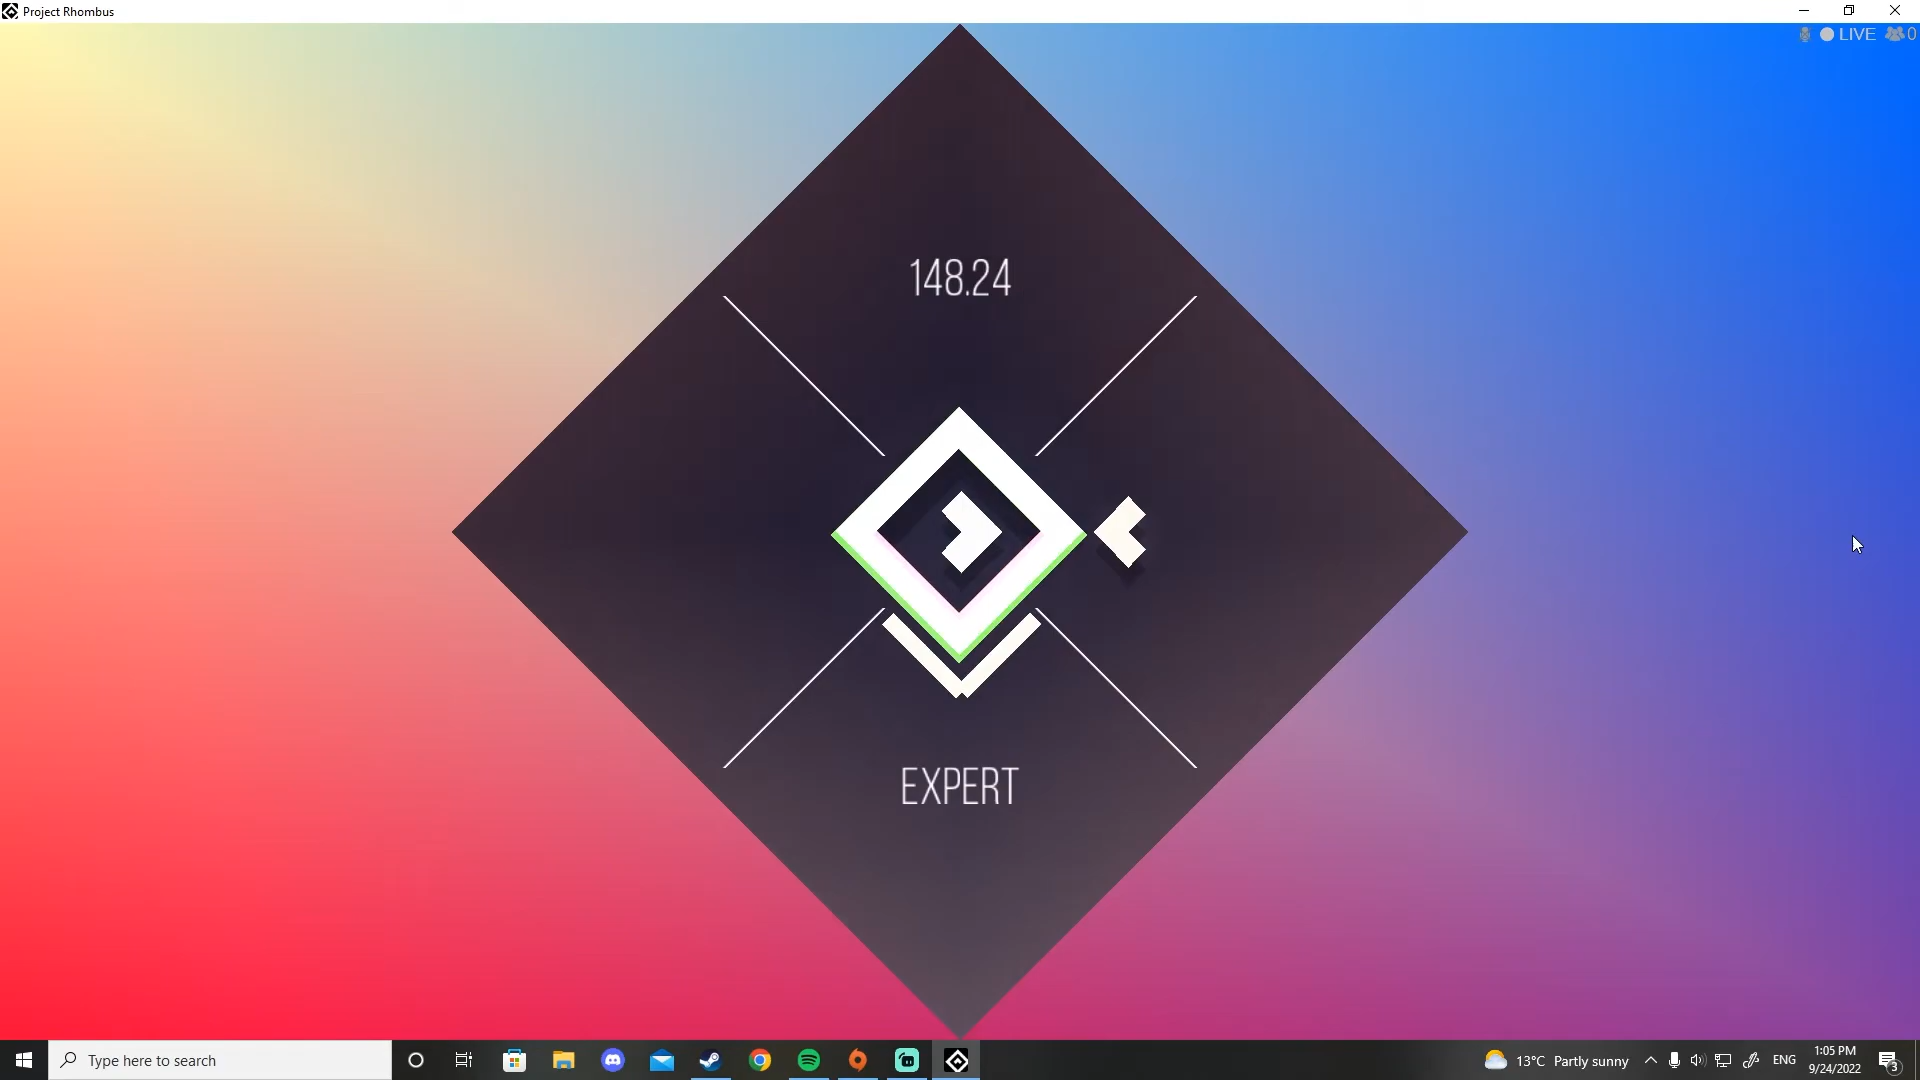 Project Rhombus
LIVE 0
148.24
EXPERT
Type here to search
13°C Partly sunny
ENG
1:05 PM
9/24/2022
3